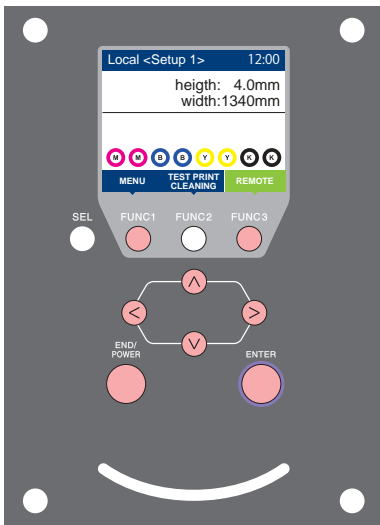 Local <Setup 1> 12:00
heigth: 4.0mm
width:1340mm
M M B B Y Y K K
MENU TEST PRINT CLEANING REMOTE
SEL FUNC1 FUNC2 FUNC3
END/
POWER
ENTER